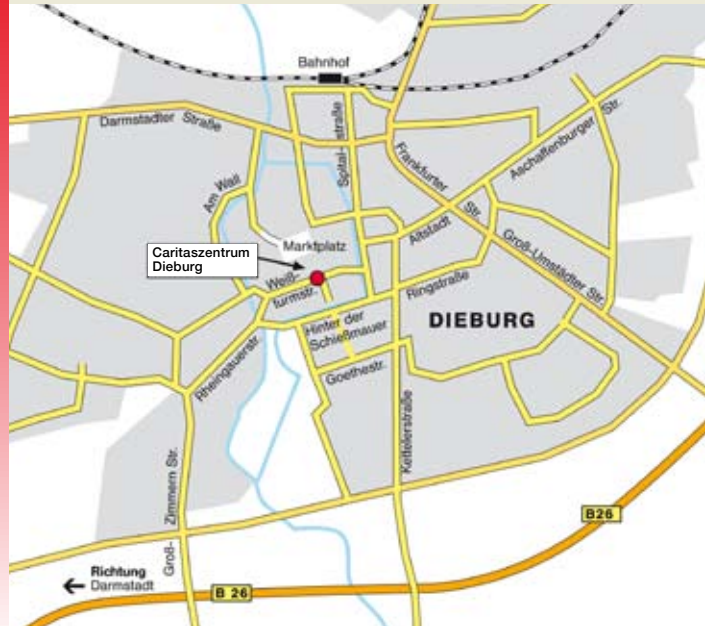 Bahnhof
Darmstadter Straße
Spital-
straße
Frankfurter
Str.
Aschaffenburger Str.
Am Wall
Altstadt
Groß-Umstädter Str.
Marktplatz
Caritaszentrum
Dieburg
Weiß-
turmstr.
Ringstraße
Hinter der
Schießmauer
DIEBURG
Rheingauerstr.
Goethestr.
Kettelerstraße
Groß-
Zimmern Str.
B26
Richtung
Darmstadt
B 26